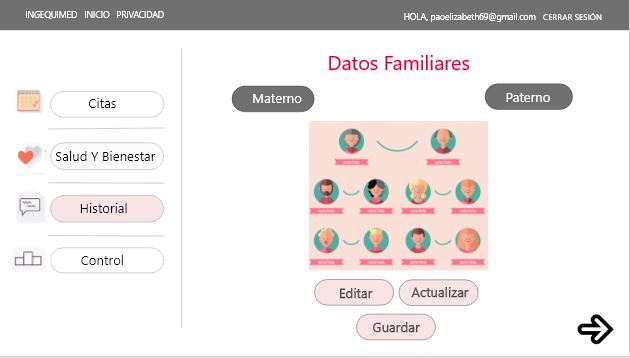 INGEQUIMED INICIO PRIVACIDAD
HOLA, paoelizabeth69@gmail.com CERRAR SESIÓN
Datos Familiares
Materno
Paterno
Citas
Salud Y Bienestar
Historial
Control
Editar
Actualizar
Guardar